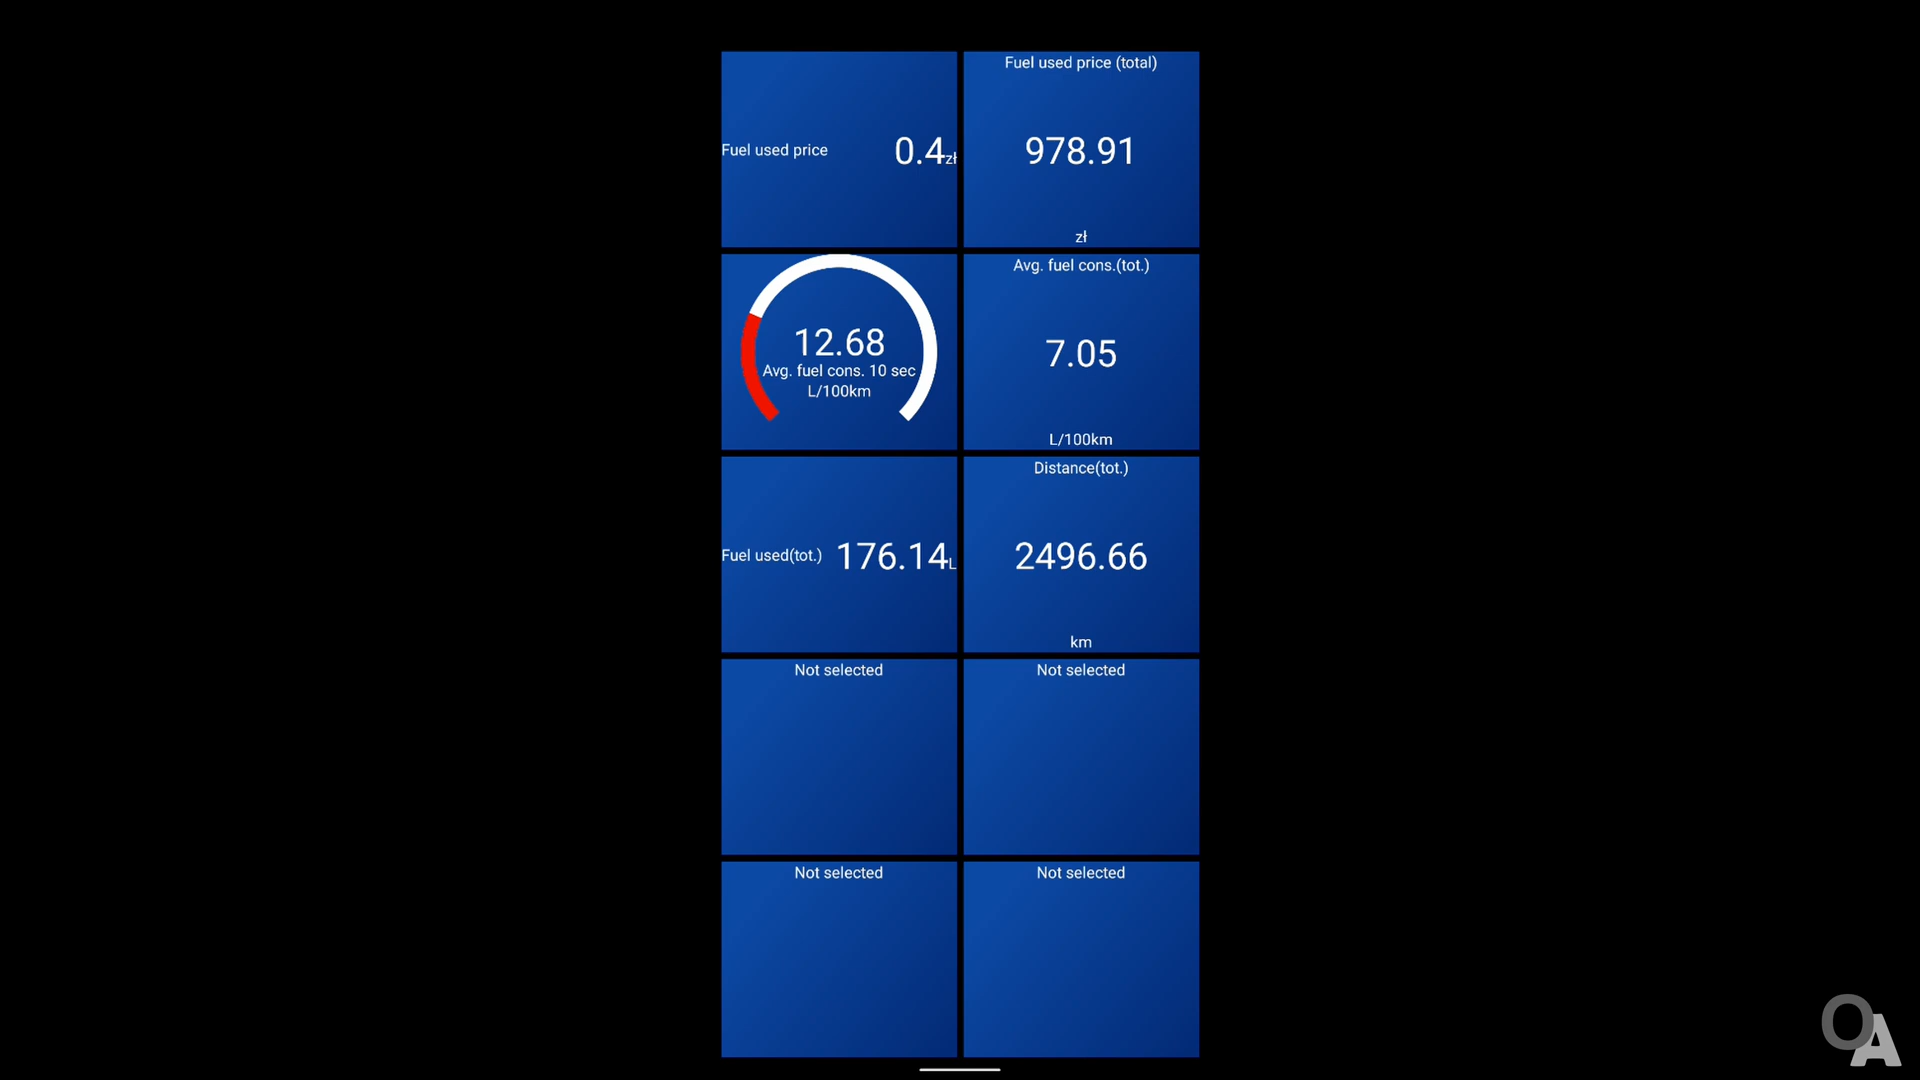 Fuel used price 0.4zł
Fuel used price (total)
978.91
zł
12.68
Avg. fuel cons. 10 sec
L/100km
Avg. fuel cons.(tot.)
7.05
L/100km
Fuel used(tot.) 176.14L
Distance(tot.)
2496.66
km
Not selected
Not selected
Not selected
Not selected
OA